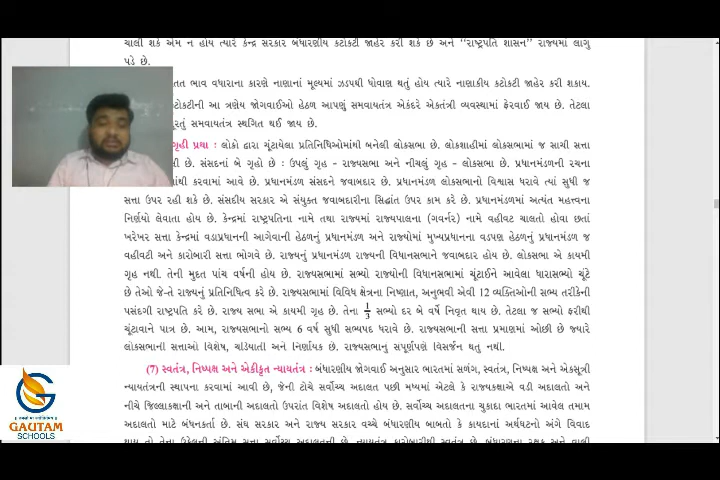 ચાલી શકે એમ ન હોય ત્યારે કેન્દ્ર સરકાર બંધારણીય કટોકટી જાહેર કરી શકે છે અને “રાષ્ટ્રપતિ શાસન” રાજ્યમાં લાગુ
પડે છે.
ભાવ વધારાના કારણે નાણાંના મૂલ્યમાં ઝડપથી ધોવાણ થતું હોય ત્યારે નાણાકીય કટોકટી જાહેર કરી શકાય.
આ ત્રણેય જોગવાઈઓ હેઠળ આપણું સમવાયતંત્ર એકંદરે એકતંત્રી વ્યવસ્થામાં ફેરવાઈ જાય છે. તેટલા
સમવાયતંત્ર સ્થગિત થઈ જાય છે.
પ્રથા : લોકો દ્વારા ચૂંટાયેલા પ્રતિનિધિઓમાંથી બનેલી લોકસભા છે. લોકશાહીમાં લોકસભામાં જ સાચી સત્તા
છે. સંસદનાં બે ગૃહો છે : ઉપલું ગૃહ – રાજ્યસભા અને નીચલું ગૃહ – લોકસભા છે. પ્રધાનમંડળની રચના
કરવામાં આવે છે. પ્રધાનમંડળ સંસદને જવાબદાર છે. પ્રધાનમંડળ લોકસભાનો વિશ્વાસ ધરાવે ત્યાં સુધી જ
સત્તા ઉપર રહી શકે છે. સંસદીય સરકાર એ સંયુક્ત જવાબદારીના સિદ્ધાંત ઉપર કામ કરે છે. પ્રધાનમંડળમાં અત્યંત મહત્ત્વના
નિર્ણયો લેવાતા હોય છે. કેન્દ્રમાં રાષ્ટ્રપતિના નામે તથા રાજ્યમાં રાજ્યપાલના (ગવર્નર) નામે વહીવટ ચાલતો હોવા છતાં
ખરેખર સત્તા કેન્દ્રમાં વડાપ્રધાનની આગેવાની હેઠળનું પ્રધાનમંડળ અને રાજ્યોમાં મુખ્યપ્રધાનના વડપણ હેઠળનું પ્રધાનમંડળ જ
વહીવટી અને કારોબારી સત્તા ભોગવે છે. રાજ્યનું પ્રધાનમંડળ રાજ્યની વિધાનસભાને જવાબદાર હોય છે. લોકસભા એ કાયમી
ગૃહ નથી. તેની મુદત પાંચ વર્ષની હોય છે. રાજ્યસભામાં સભ્યો રાજ્યોની વિધાનસભામાં ચૂંટાઈને આવેલા ધારાસભ્યો ચૂંટે
છે તેઓ જે-તે રાજ્યનું પ્રતિનિધિત્વ કરે છે. રાજ્યસભામાં વિવિધ ક્ષેત્રના નિષ્ણાત, અનુભવી એવી 12 વ્યક્તિઓની સભ્ય તરીકેની
પસંદગી રાષ્ટ્રપતિ કરે છે. રાજ્ય સભા એ કાયમી ગૃહ છે. તેના 1/3 સભ્યો દર બે વર્ષે નિવૃત થાય છે. તેટલા જ સભ્યો ફરીથી
ચૂંટાવાને પાત્ર છે. આમ, રાજ્યસભાનો સભ્ય 6 વર્ષ સુધી સભ્યપદ ધરાવે છે. રાજ્યસભાની સત્તા પ્રમાણમાં ઓછી છે જ્યારે
લોકસભાની સત્તાઓ વિશેષ, ચડિયાતી અને નિર્ણાયક છે. રાજ્યસભાનું સંપૂર્ણપણે વિસર્જન થતું નથી.
(7) સ્વતંત્ર, નિષ્પક્ષ અને એકીકૃત ન્યાયતંત્ર : બંધારણીય જોગવાઈ અનુસાર ભારતમાં સળંગ, સ્વતંત્ર, નિષ્પક્ષ અને એકસૂત્રી
ન્યાયતંત્રની સ્થાપના કરવામાં આવી છે, જેની ટોચે સર્વોચ્ચ અદાલત પછી મધ્યમાં એટલે કે રાજ્યકક્ષાએ વડી અદાલતો અને
નીચે જિલ્લાકક્ષાની અને તાબાની અદાલતો ઉપરાંત વિશેષ અદાલતો હોય છે. સર્વોચ્ચ અદાલતના ચુકાદા ભારતમાં આવેલ તમામ
અદાલતો માટે બંધનકર્તા છે. સંઘ સરકાર અને રાજ્ય સરકાર વચ્ચે બંધારણીય બાબતો કે કાયદાનાં અર્થઘટનો અંગે વિવાદ
GAUTAM
SCHOOLS